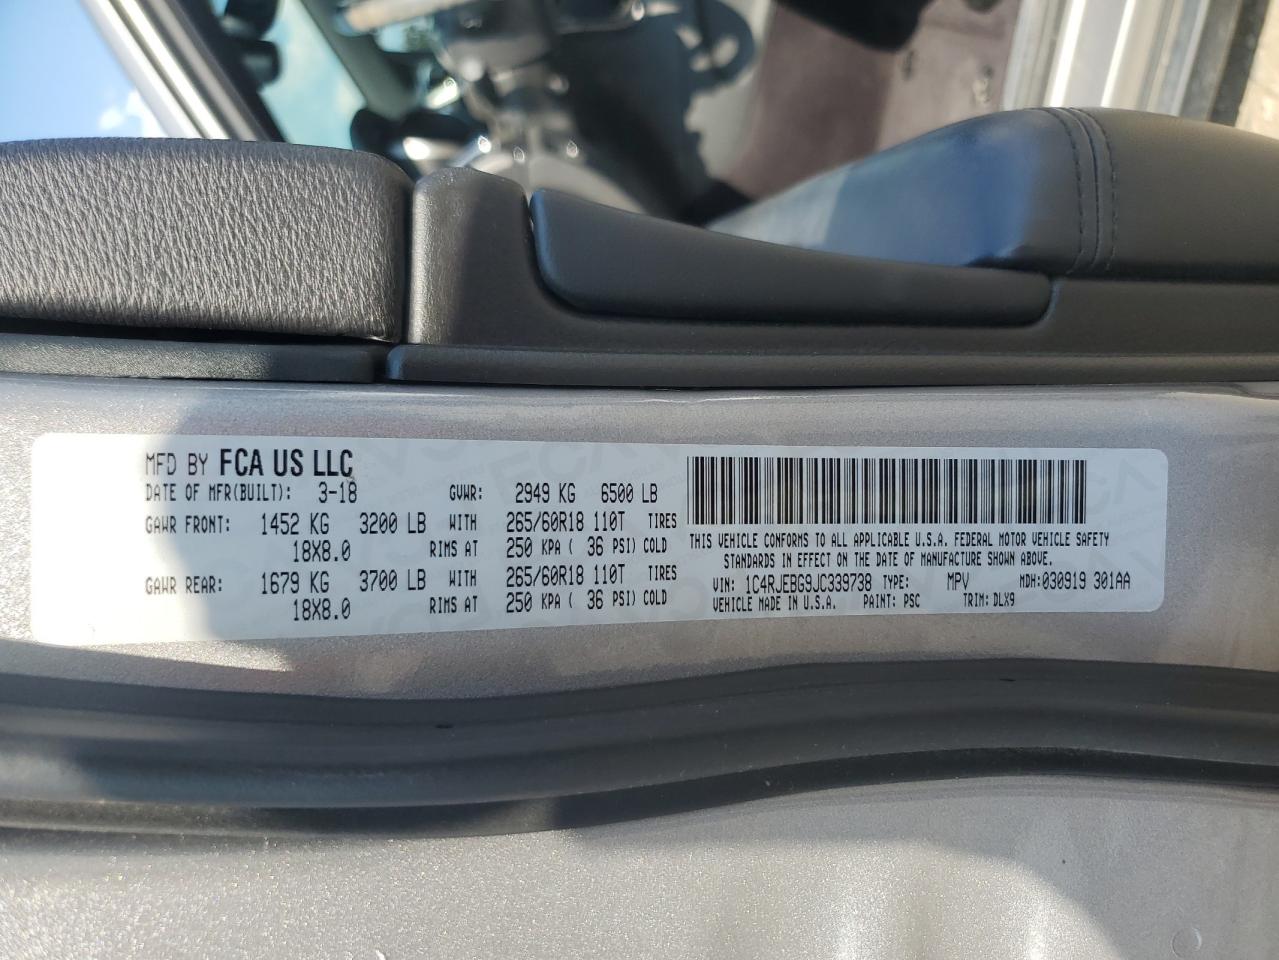 MFD BY FCA US LLC
DATE OF MFR(BUILT): 3-18 GVWR: 2949 KG 6500 LB
GAWR FRONT: 1452 KG 3200 LB WITH 265/60R18 110T TIRES
18X8.0 RIMS AT 250 KPA ( 36 PSI) COLD
GAWR REAR: 1679 KG 3700 LB WITH 265/60R18 110T TIRES
18X8.0 RIMS AT 250 KPA ( 36 PSI) COLD
THIS VEHICLE CONFORMS TO ALL APPLICABLE U.S.A. FEDERAL MOTOR VEHICLE SAFETY
STANDARDS IN EFFECT ON THE DATE OF MANUFACTURE SHOWN ABOVE.
VIN: 1C4RJEBG9JC339738 TYPE: MPV MDH:030919 301AA
VEHICLE MADE IN U.S.A. PAINT: PSC TRIM: DLX9